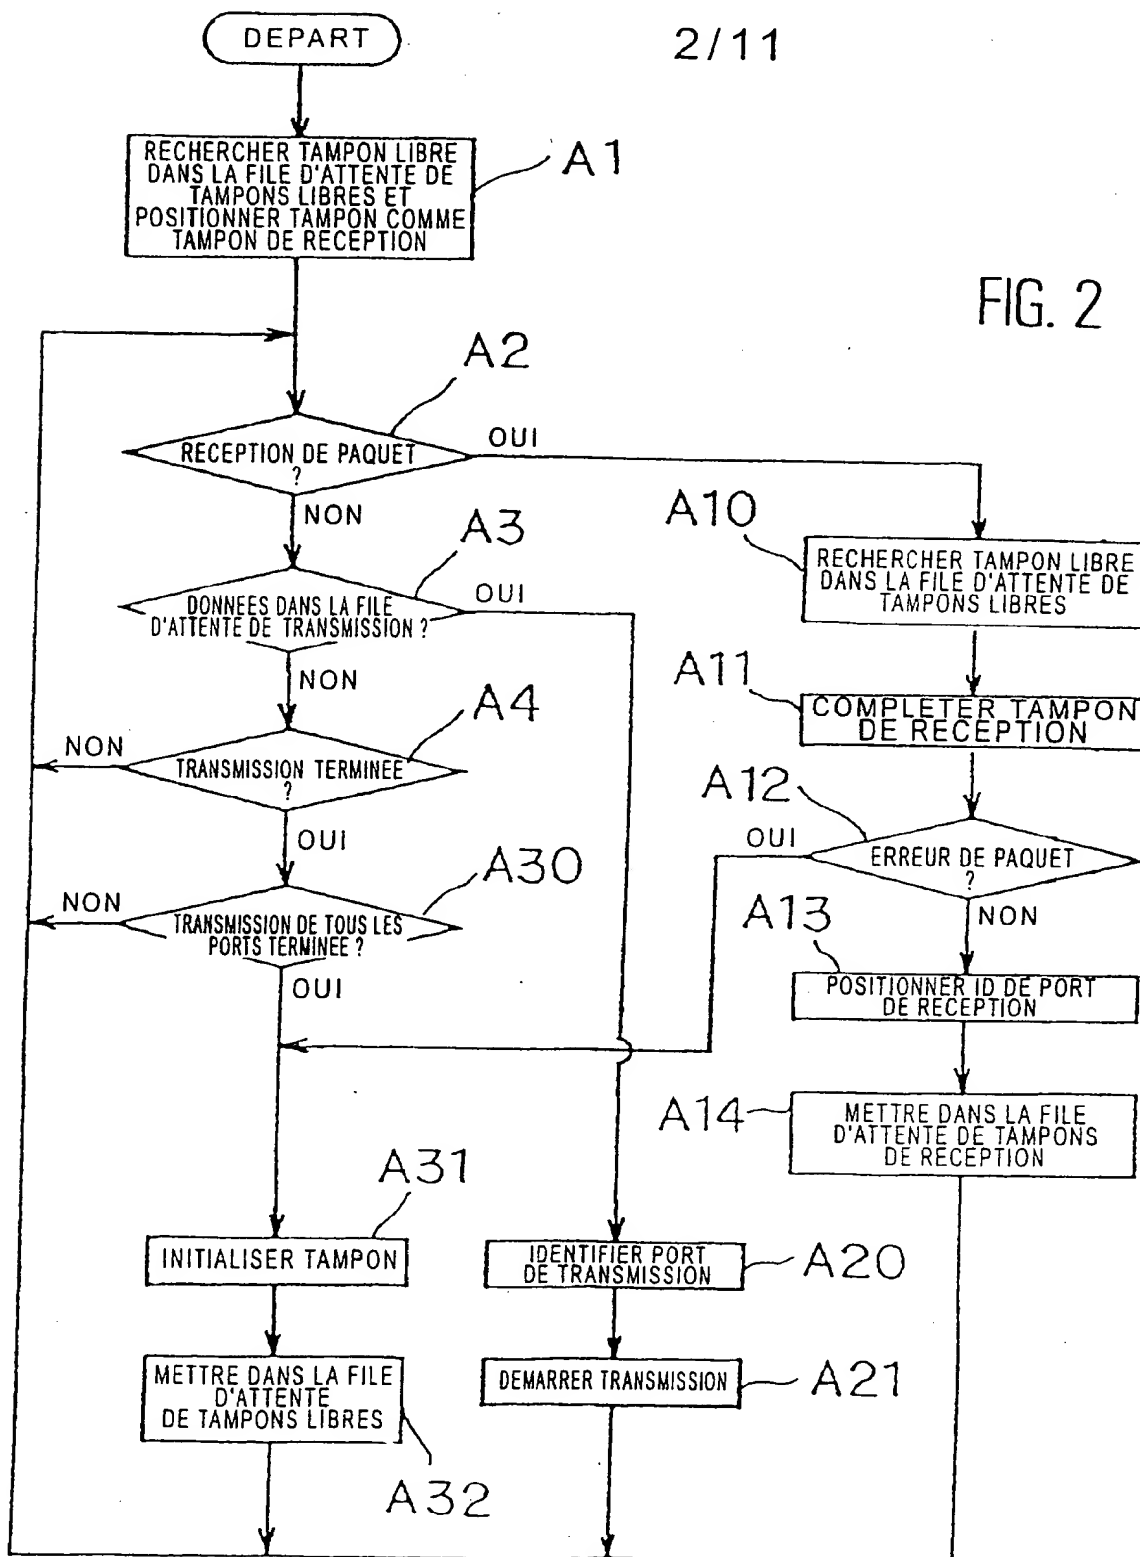 DEPART
2/11
RECHERCHER TAMPON LIBRE
DANS LA FILE D'ATTENTE DE
TAMPONS LIBRES ET
POSITIONNER TAMPON COMME
TAMPON DE RECEPTION
A1
FIG. 2
A2
RECEPTION DE PAQUET
?
OUI
NON
A3
DONNEES DANS LA FILE
D'ATTENTE DE TRANSMISSION ?
OUI
NON
A10
RECHERCHER TAMPON LIBRE
DANS LA FILE D'ATTENTE DE
TAMPONS LIBRES
A11
COMPLETER TAMPON
DE RECEPTION
A4
TRANSMISSION TERMINEE
?
NON
OUI
A12
ERREUR DE PAQUET
?
OUI
NON
A30
TRANSMISSION DE TOUS LES
PORTS TERMINEE ?
NON
OUI
A13
POSITIONNER ID DE PORT
DE RECEPTION
A14
METTRE DANS LA FILE
D'ATTENTE DE TAMPONS
DE RECEPTION
A31
INITIALISER TAMPON
IDENTIFIER PORT
DE TRANSMISSION
A20
METTRE DANS LA FILE
D'ATTENTE
DE TAMPONS LIBRES
A32
DEMARRER TRANSMISSION
A21